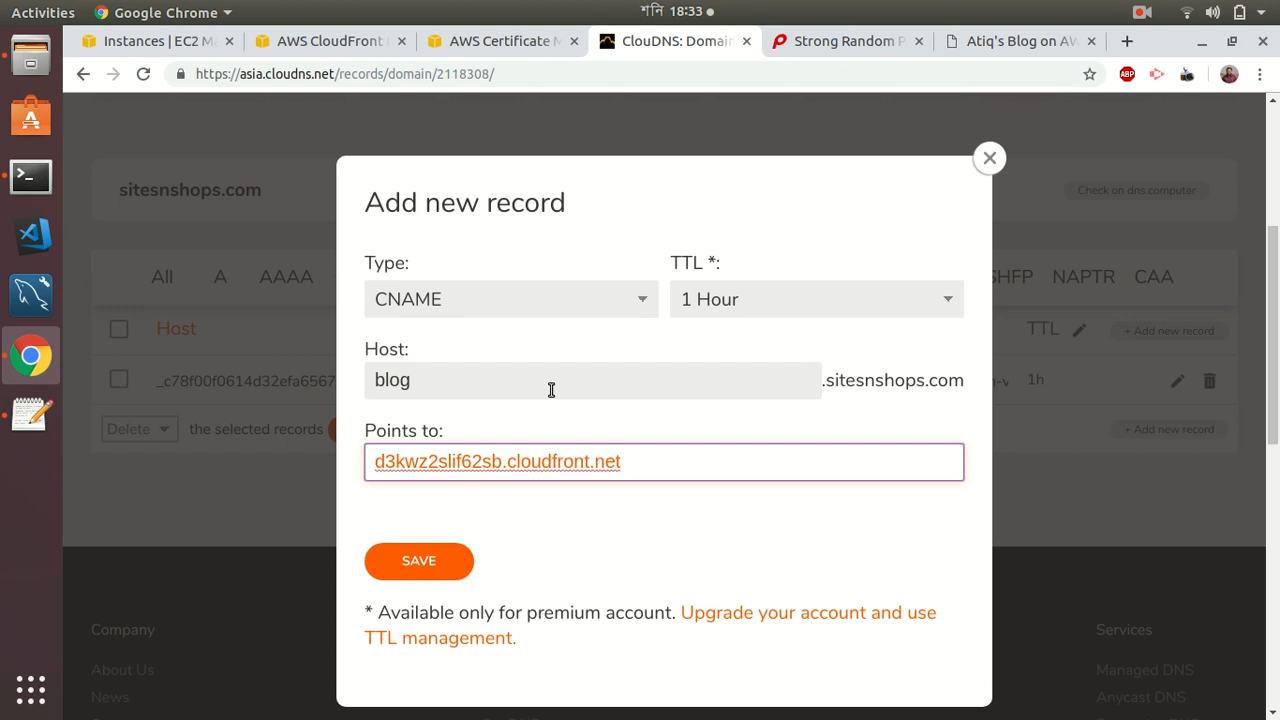 Activities Google Chrome শনি 18:33
Instances | EC2 Ma AWS CloudFront AWS Certificate M ClouDNS: Domai Strong Random P Atiq's Blog on AW
https://asia.cloudns.net/records/domain/2118308/
ABP
sitesnshops.com Check on dns.computer
Add new record
Type: TTL *:
All A AAAA SHFP NAPTR CAA
CNAME 1 Hour
Host TTL + Add new record
Host:
_c78f00f0614d32efa6567 blog .sitesnshops.com 1h
Delete the selected records Points to: + Add new record
d3kwz2slif62sb.cloudfront.net
SAVE
* Available only for premium account. Upgrade your account and use
TTL management.
Company Services
About Us Managed DNS
News Anycast DNS